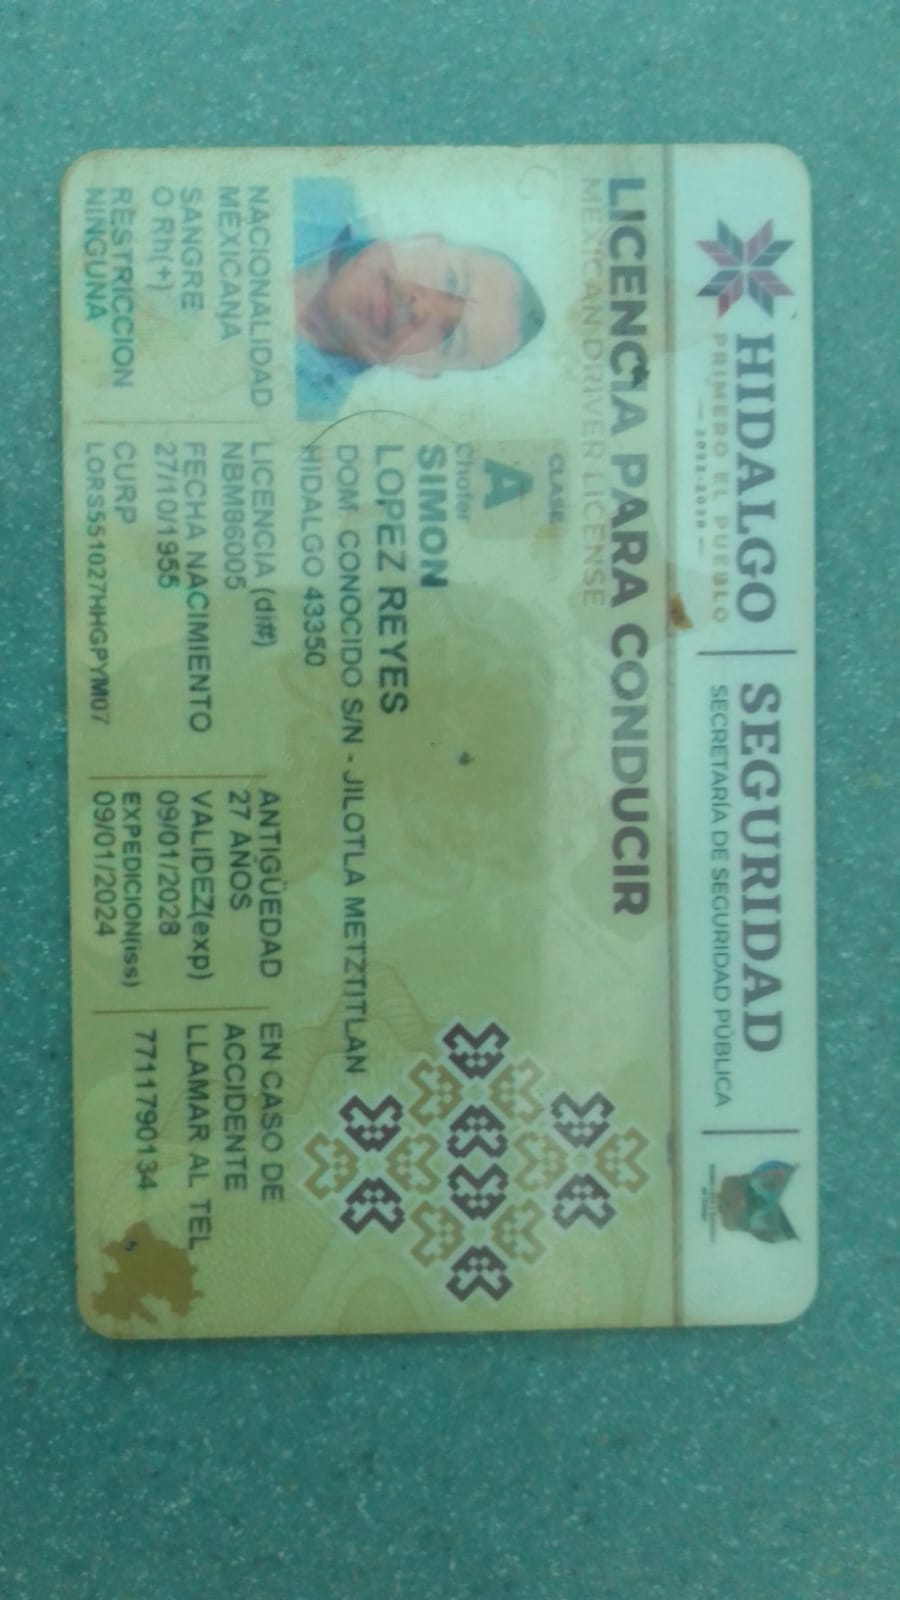 HIDALGO
PRIMERO EL PUEBLO
2022-2028
SEGURIDAD
SECRETARÍA DE SEGURIDAD PÚBLICA
LICENCIA PARA CONDUCIR
MEXICAN DRIVER LICENSE
CLASE
A
Chofer
SIMON
LOPEZ REYES
DOM. CONOCIDO S/N - JILOTLA METZTITLAN
HIDALGO 43350
NACIONALIDAD
MEXICANA
SANGRE
O Rh(+)
RESTRICCION
NINGUNA
LICENCIA (dl#)
NBM86005
FECHA NACIMIENTO
27/10/1955
CURP
LORS551027HHGPYM07
ANTIGÜEDAD
27 AÑOS
VALIDEZ(exp)
09/01/2028
EXPEDICION(iss)
09/01/2024
EN CASO DE
ACCIDENTE
LLAMAR AL TEL
7711790134